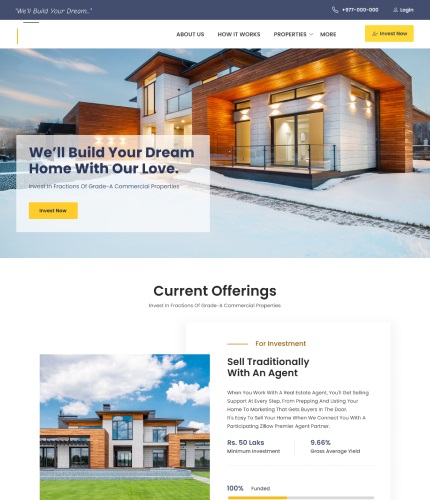 "We'll Build Your Dream.."
+977-000-000
Login
ABOUT US
HOW IT WORKS
PROPERTIES
MORE
Invest Now
We'll Build Your Dream
Home With Our Love.
Invest In Fractions Of Grade-A Commercial Properties
Invest Now
Current Offerings
Invest In Fractions Of Grade-A Commercial Properties
For Investment
Sell Traditionally
With An Agent
When You Work With A Real Estate Agent, You'll Get Selling
Support At Every Step, From Prepping And Listing Your
Home To Marketing That Gets Buyers In The Door.
It's Easy To Sell Your Home When We Connect You With A
Participating Zillow Premier Agent Partner.
Rs. 50 Laks
Minimum Investment
9.66%
Gross Average Yield
100% Funded